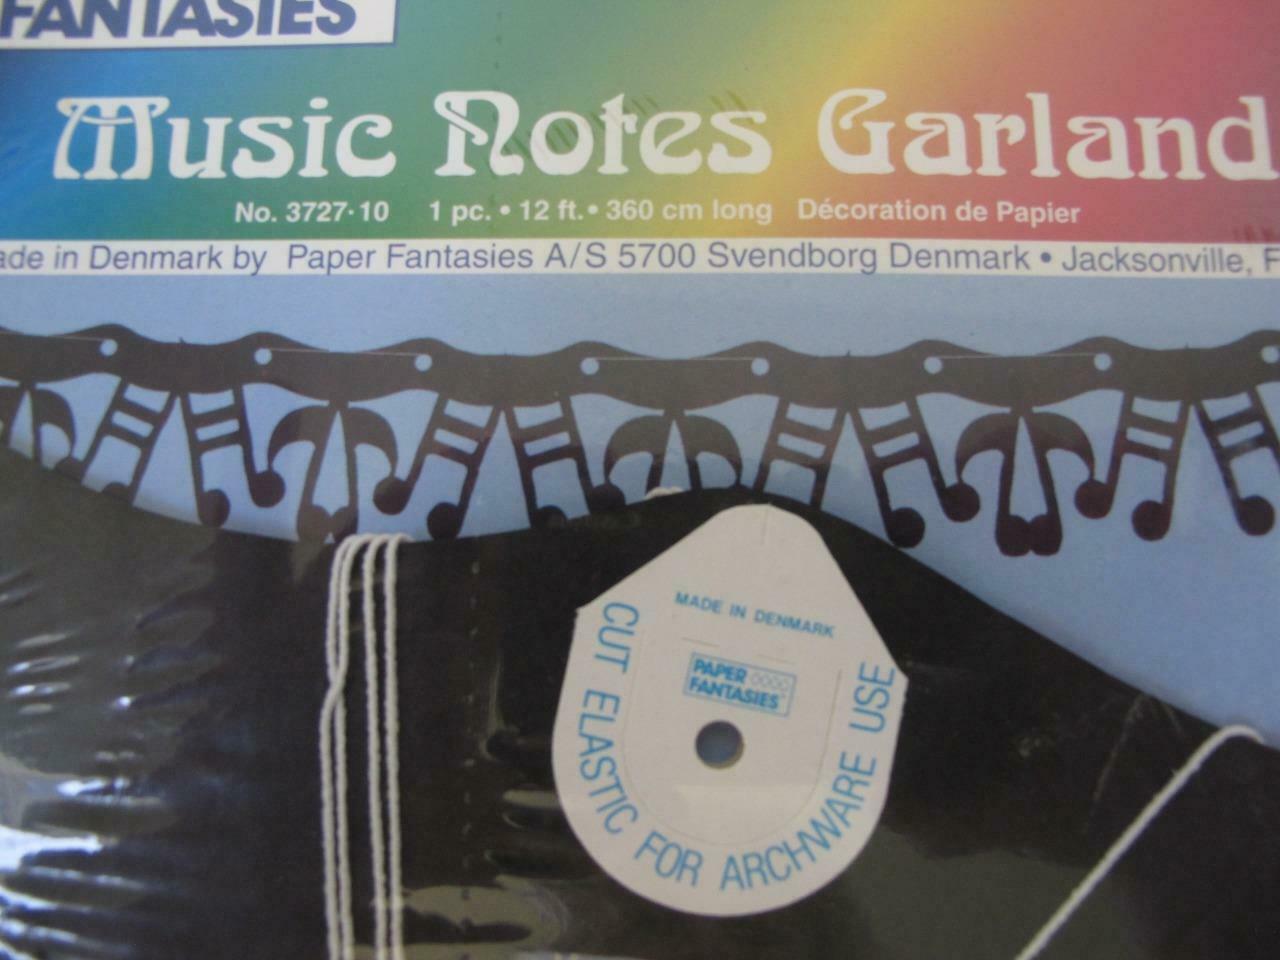 FANTASIES
Music Notes Garland
No. 3727·10 1 pc. • 12 ft. • 360 cm long Décoration de Papier
ade in Denmark by Paper Fantasies A/S 5700 Svendborg Denmark • Jacksonville, F
MADE IN DENMARK
PAPER
FANTASIES
CUT ELASTIC FOR ARCHWARE USE